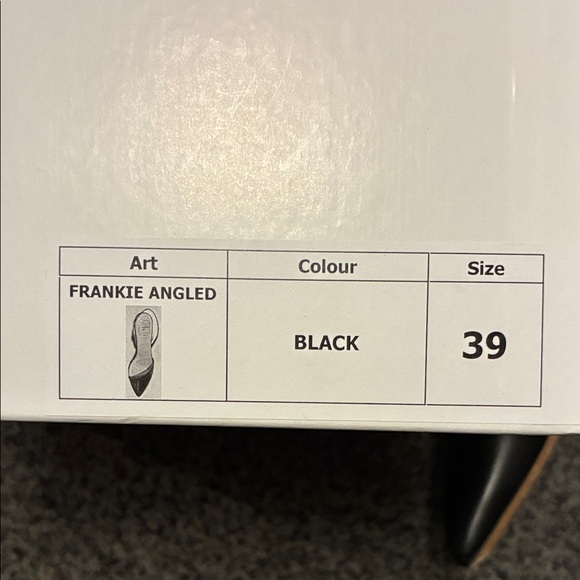 Art Colour Size
FRANKIE ANGLED
BLACK 39